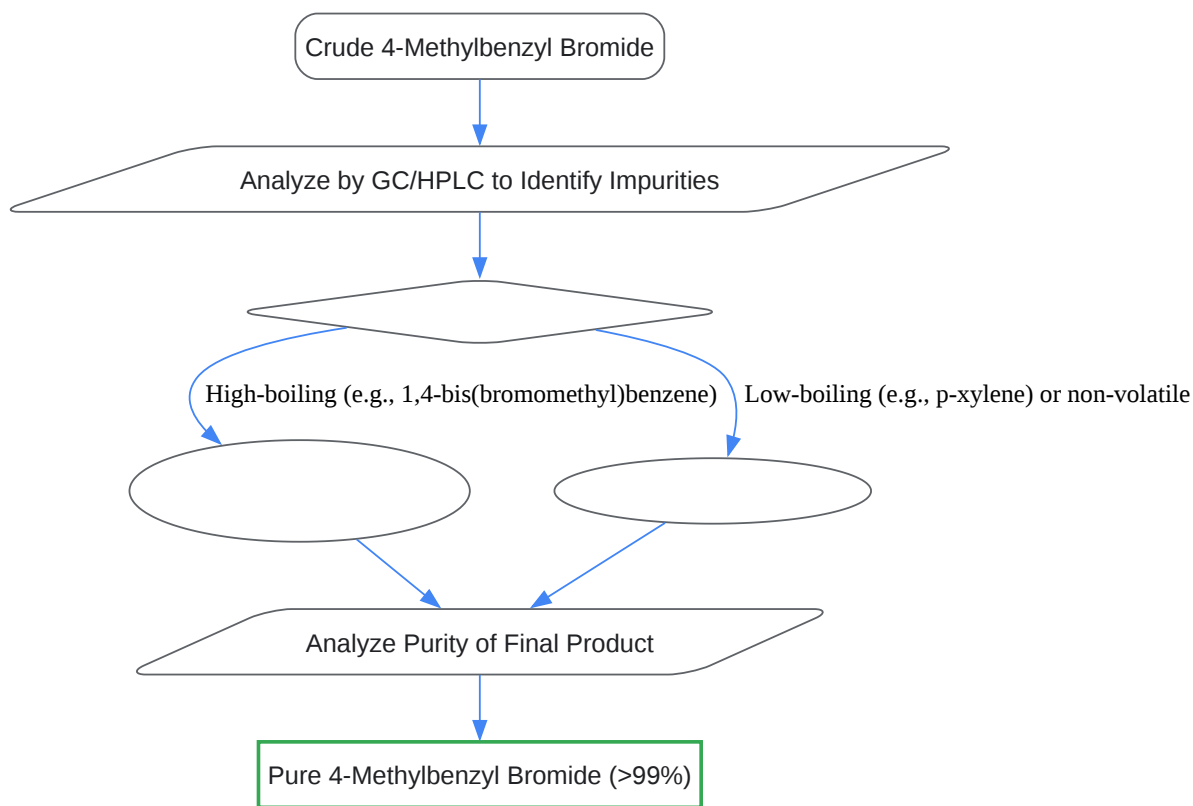 Crude 4-Methylbenzyl Bromide
Analyze by GC/HPLC to Identify Impurities
High-boiling (e.g., 1,4-bis(bromomethyl)benzene)
Low-boiling (e.g., p-xylene) or non-volatile
Analyze Purity of Final Product
Pure 4-Methylbenzyl Bromide (>99%)